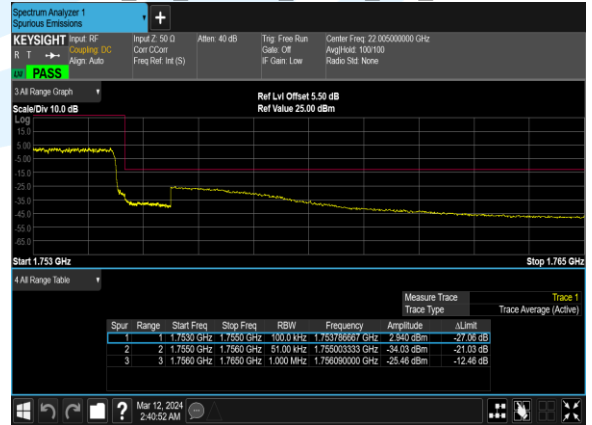 Spectrum Analyzer 1
Spurious Emissions
+
KEYSIGHT Input: RF Input Z: 50 Ω Atten: 40 dB Trig: Free Run Center Freq: 22.005000000 GHz
R T Coupling: DC Corr CCorr Gate: Off Avg|Hold: 100/100
Align: Auto Freq Ref: Int (S) IF Gain: Low Radio Std: None
PASS
3 All Range Graph
Ref Lvl Offset 5.50 dB
Scale/Div 10.0 dB Ref Value 25.00 dBm
Log
15.0
5.00
-5.00
-15.0
-25.0
-35.0
-45.0
-55.0
-65.0
Start 1.753 GHz Stop 1.765 GHz
4 All Range Table
Measure Trace Trace 1
Trace Type Trace Average (Active)
Spur Range Start Freq Stop Freq RBW Frequency Amplitude ΔLimit
1 1 1.7530 GHz 1.7550 GHz 100.0 kHz 1.753786667 GHz 2.940 dBm -27.06 dB
2 2 1.7550 GHz 1.7560 GHz 51.00 kHz 1.755003333 GHz -34.03 dBm -21.03 dB
3 3 1.7560 GHz 1.7650 GHz 1.000 MHz 1.756090000 GHz -25.46 dBm -12.46 dB
?
Mar 12, 2024
2:40:52 AM